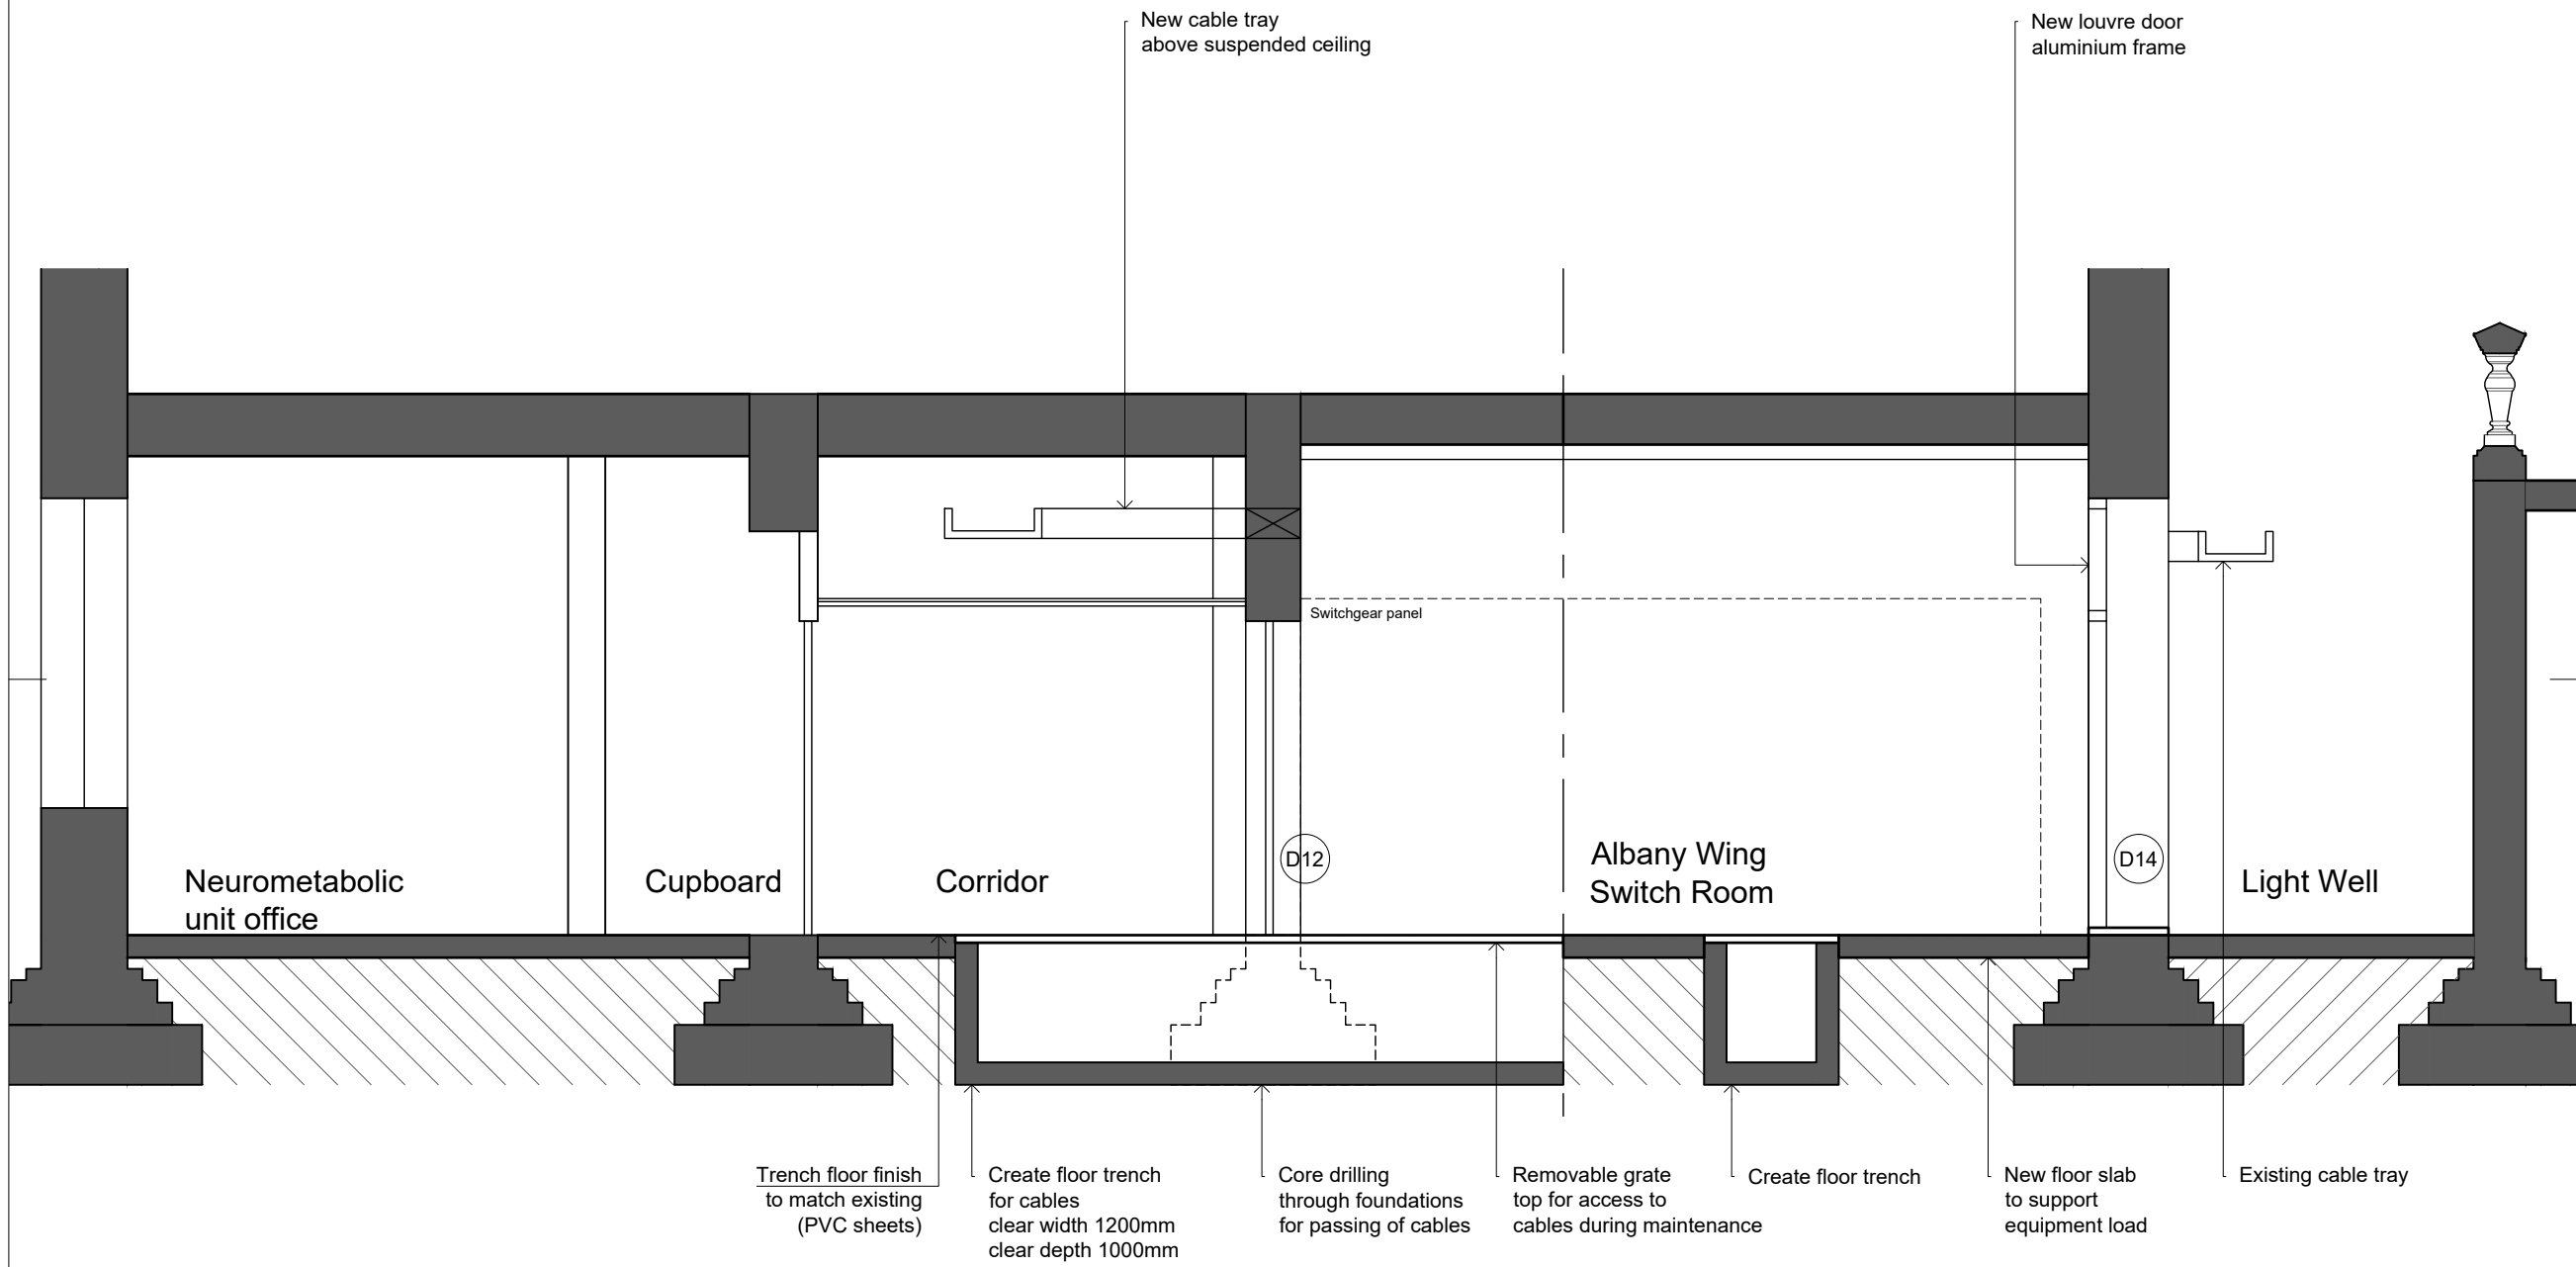 New cable tray
above suspended ceiling
New louvre door
aluminium frame
Switchgear panel
D12
D14
Neurometabolic
unit office
Cupboard
Corridor
Albany Wing
Switch Room
Light Well
Trench floor finish
to match existing
(PVC sheets)
Create floor trench
for cables
clear width 1200mm
clear depth 1000mm
Core drilling
through foundations
for passing of cables
Removable grate
top for access to
cables during maintenance
Create floor trench
New floor slab
to support
equipment load
Existing cable tray